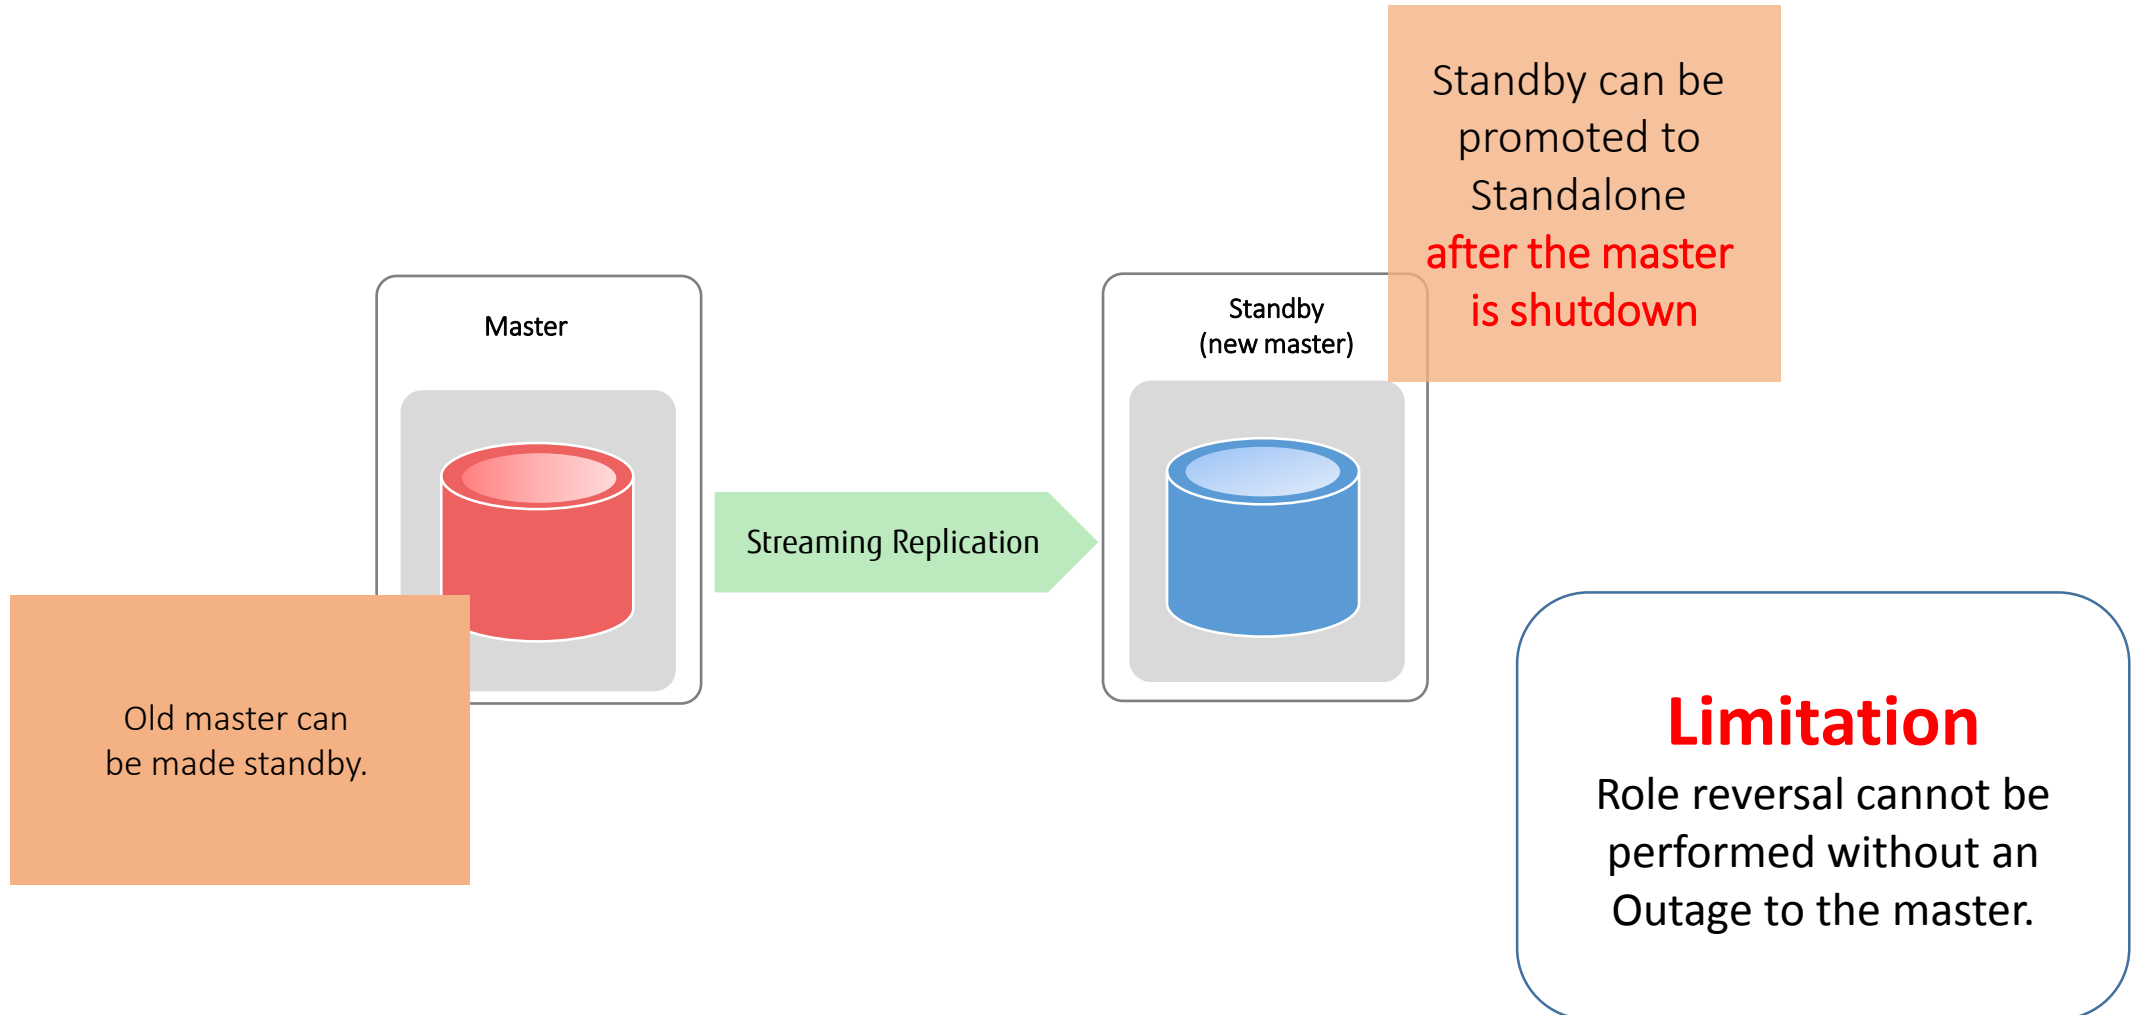 Standby can be
promoted to
Standalone
after the master
is shutdown
Master
Standby
(new master)
Streaming Replication
Old master can
be made standby.
Limitation
Role reversal cannot be
performed without an
Outage to the master.